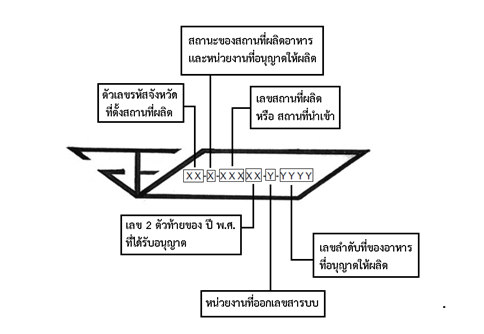 สถานะของสถานที่ผลิตอาหาร
และหน่วยงานที่อนุญาตให้ผลิต
ตัวเลขรหัสจังหวัด
ที่ตั้งสถานที่ผลิต
เลขสถานที่ผลิต
หรือ สถานที่นำเข้า
XX-X-XXXXX-Y-YYYY
เลข 2 ตัวท้ายของ ปี พ.ศ.
ที่ได้รับอนุญาต
เลขลำดับที่ของอาหาร
ที่อนุญาตให้ผลิต
หน่วยงานที่ออกเลขสารบบ